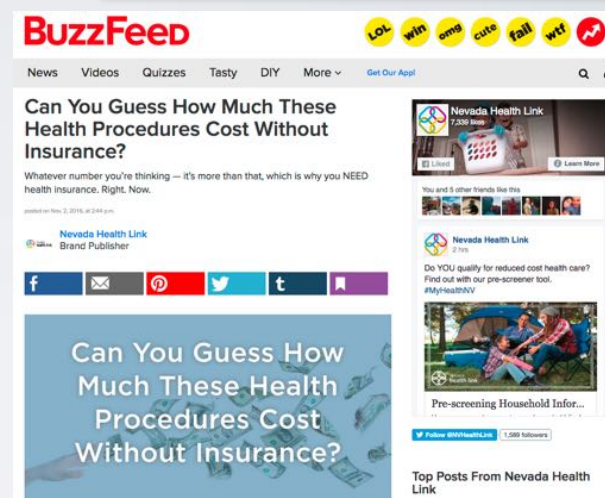 BuzzFeeD
LOL
win
omg
cute
fail
wtf
News Videos Quizzes Tasty DIY More Get Our App!
Can You Guess How Much These
Health Procedures Cost Without
Insurance?
Whatever number you're thinking — it's more than that, which is why you NEED
health insurance. Right. Now.
posted on Nov. 2, 2016, at 2:44 p.m.
Nevada Health Link
Brand Publisher
f
t
Can You Guess How
Much These Health
Procedures Cost
Without Insurance?
Nevada Health Link
7,339 likes
Liked
Learn More
You and 5 other friends like this
Nevada Health Link
2 hrs
Do YOU qualify for reduced cost health care?
Find out with our pre-screener tool.
#MyHealthNV
health link
Pre-screening Household Infor...
Follow @NVHealthLink 1,589 followers
Top Posts From Nevada Health
Link